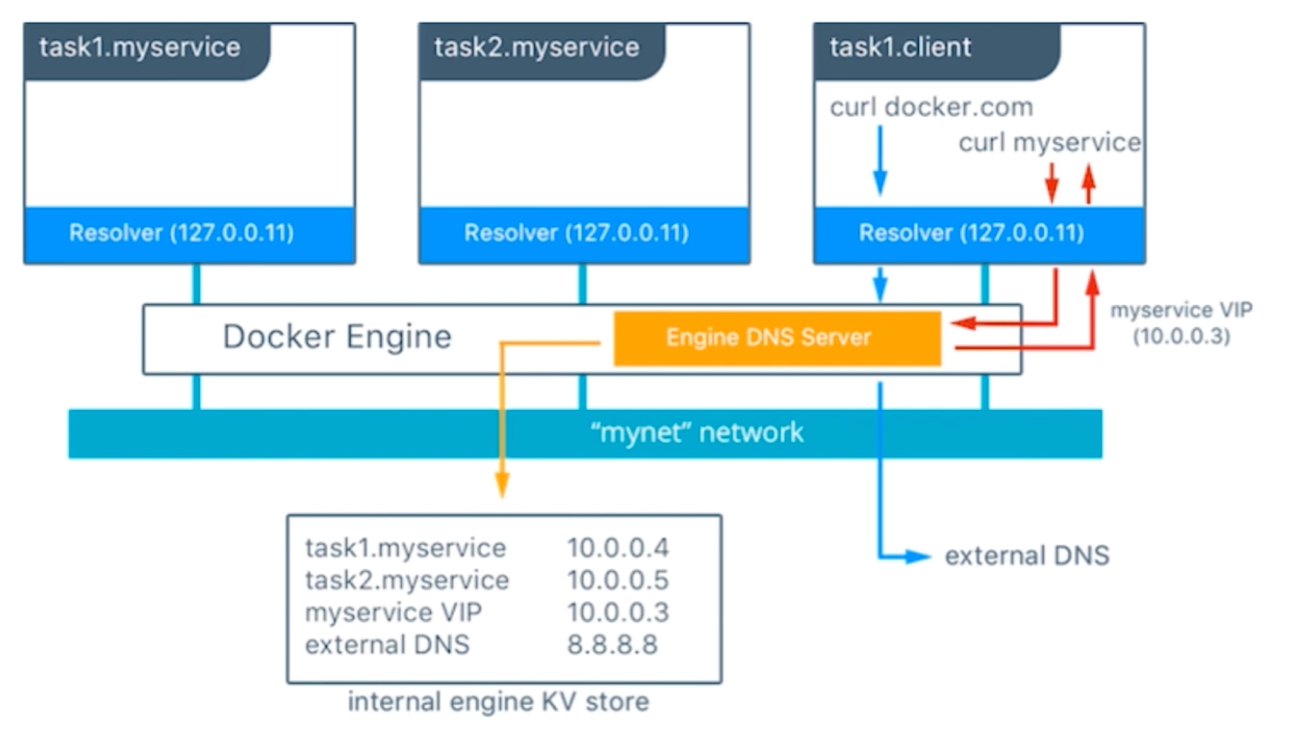 task1.myservice
task2.myservice
task1.client
curl docker.com
curl myservice
Resolver (127.0.0.11)
Resolver (127.0.0.11)
Resolver (127.0.0.11)
Docker Engine
Engine DNS Server
myservice VIP
(10.0.0.3)
“mynet” network
task1.myservice 10.0.0.4
task2.myservice 10.0.0.5
myservice VIP 10.0.0.3
external DNS 8.8.8.8
external DNS
internal engine KV store